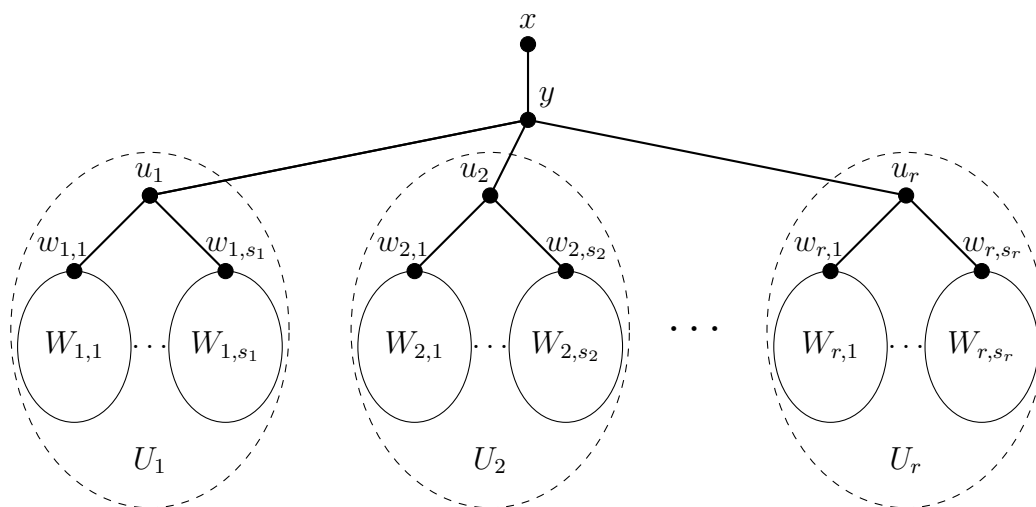 x
y
u₁ u₂ uᵣ
w₁,₁ w₁,ₛ₁ w₂,₁ w₂,ₛ₂ wᵣ,₁ wᵣ,ₛᵣ
W₁,₁ ... W₁,ₛ₁ W₂,₁ ... W₂,ₛ₂ ... Wᵣ,₁ ... Wᵣ,ₛᵣ
U₁ U₂ Uᵣ